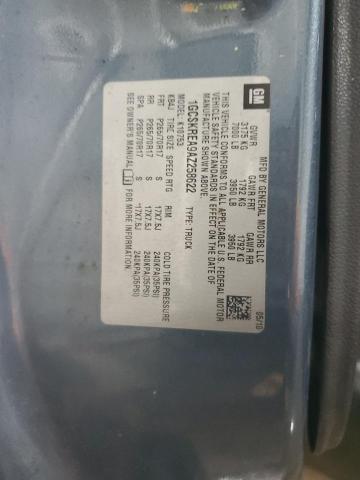 GM
MFD BY GENERAL MOTORS LLC 05/10
GVWR GAWR FRT GAWR RR
3175 KG 1792 KG 1792 KG
7000 LB 3950 LB 3950 LB
THIS VEHICLE CONFORMS TO ALL APPLICABLE U.S. FEDERAL MOTOR
VEHICLE SAFETY STANDARDS IN EFFECT ON THE DATE OF
MANUFACTURE SHOWN ABOVE.
1GCSKREA9AZ258622 TYPE: TRUCK
MODEL: K10753
KB4J TIRE SIZE SPEED RTG RIM COLD TIRE PRESSURE
FRT P265/70R17 S 17X7.5J 240KPA(35PSI)
RR P265/70R17 S 17X7.5J 240KPA(35PSI)
SPA P265/70R17 S 17X7.5J 240KPA(35PSI)
SEE OWNER'S MANUAL FOR MORE INFORMATION.